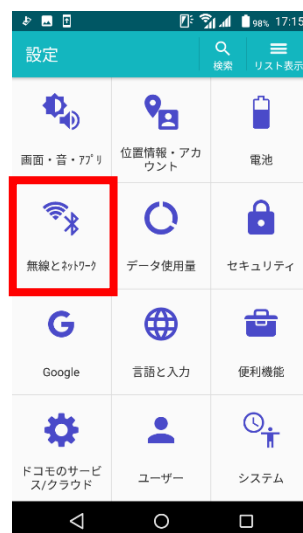 98% 17:15
設定
検索 リスト表示
画面・音・ｱﾌﾟﾘ
位置情報・アカ
ウント
電池
無線とﾈｯﾄﾜｰｸ
データ使用量
セキュリティ
Google
言語と入力
便利機能
ドコモのサービ
ス/クラウド
ユーザー
システム